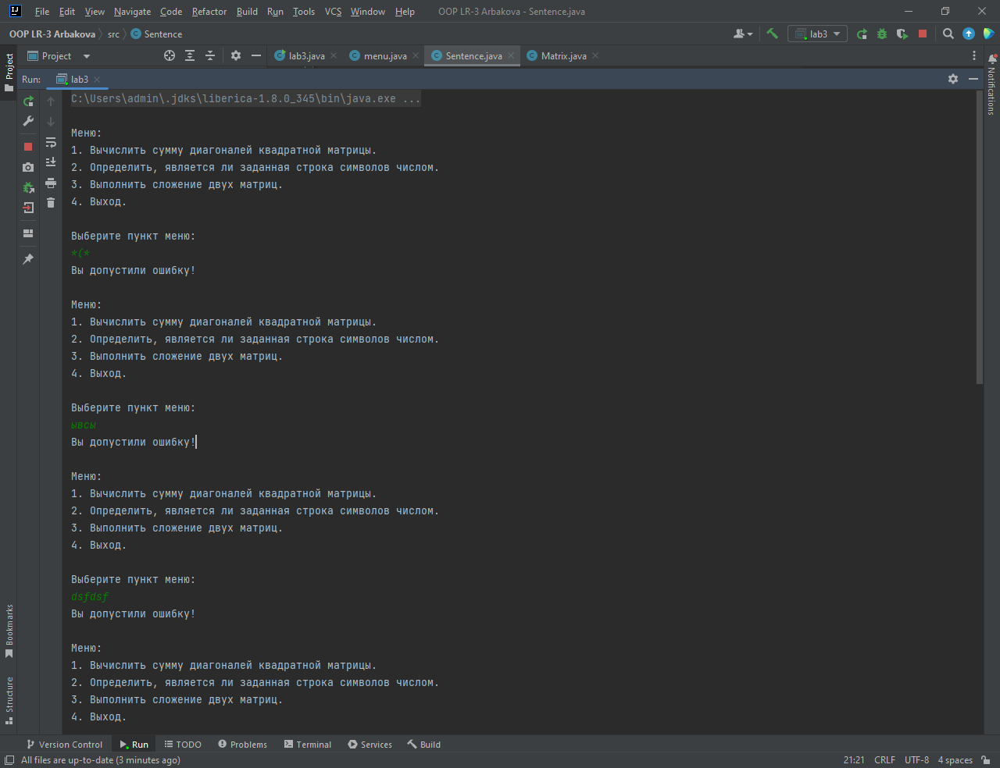 File Edit View Navigate Code Refactor Build Run Tools VCS Window Help OOP LR-3 Arbakova - Sentence.java
OOP LR-3 Arbakova src Sentence lab3
Project Project lab3.java menu.java Sentence.java Matrix.java
Run: lab3
Notifications
C:\Users\admin\.jdks\liberica-1.8.0_345\bin\java.exe ...
Меню:
1. Вычислить сумму диагоналей квадратной матрицы.
2. Определить, является ли заданная строка символов числом.
3. Выполнить сложение двух матриц.
4. Выход.
Выберите пункт меню:
*(*
Вы допустили ошибку!
Меню:
1. Вычислить сумму диагоналей квадратной матрицы.
2. Определить, является ли заданная строка символов числом.
3. Выполнить сложение двух матриц.
4. Выход.
Выберите пункт меню:
ывсы
Вы допустили ошибку!
Меню:
1. Вычислить сумму диагоналей квадратной матрицы.
2. Определить, является ли заданная строка символов числом.
3. Выполнить сложение двух матриц.
4. Выход.
Выберите пункт меню:
dsfdsf
Вы допустили ошибку!
Меню:
1. Вычислить сумму диагоналей квадратной матрицы.
2. Определить, является ли заданная строка символов числом.
3. Выполнить сложение двух матриц.
4. Выход.
Bookmarks
Structure
Version Control Run TODO Problems Terminal Services Build
All files are up-to-date (3 minutes ago) 21:21 CRLF UTF-8 4 spaces